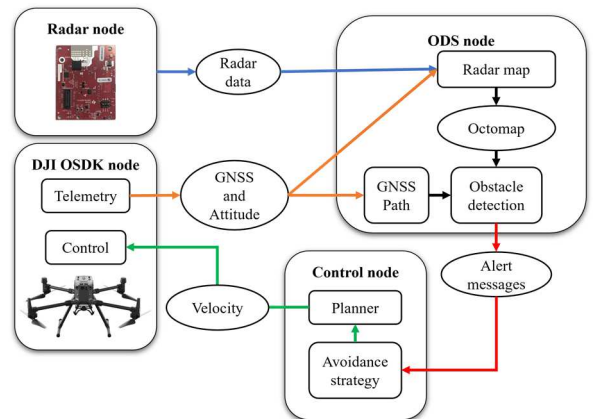 Radar node
Radar
data
ODS node
Radar map
Octomap
GNSS
Path
Obstacle
detection
DJI OSDK node
Telemetry
GNSS
and
Attitude
Control
Velocity
Control node
Planner
Avoidance
strategy
Alert
messages